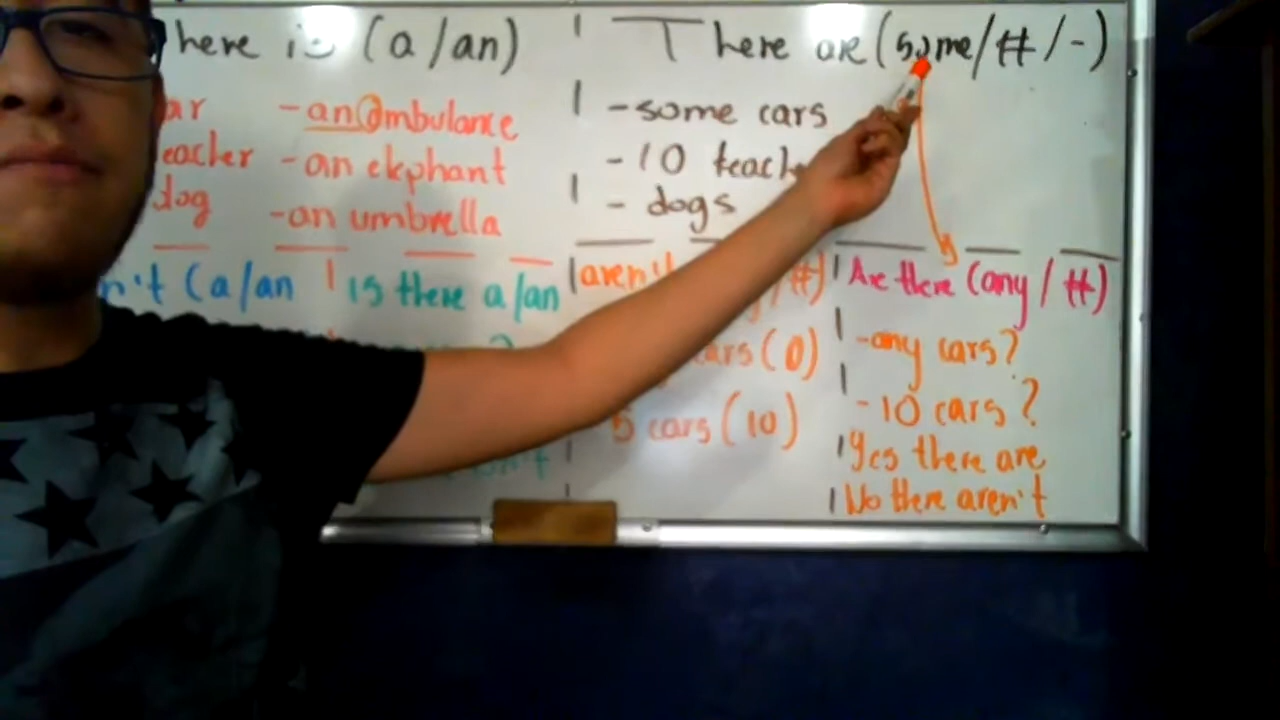 here is (a/an)
There are (some/#/-)
ar
- an ambulance
eacher
- an elephant
dog
- an umbrella
- some cars
- 10 teach
- dogs
n't (a/an
Is there a/an
?
n't
aren't
/#)
ars (0)
5 cars (10)
Are there (any/#)
- any cars?
- 10 cars?
Yes there are
No there aren't